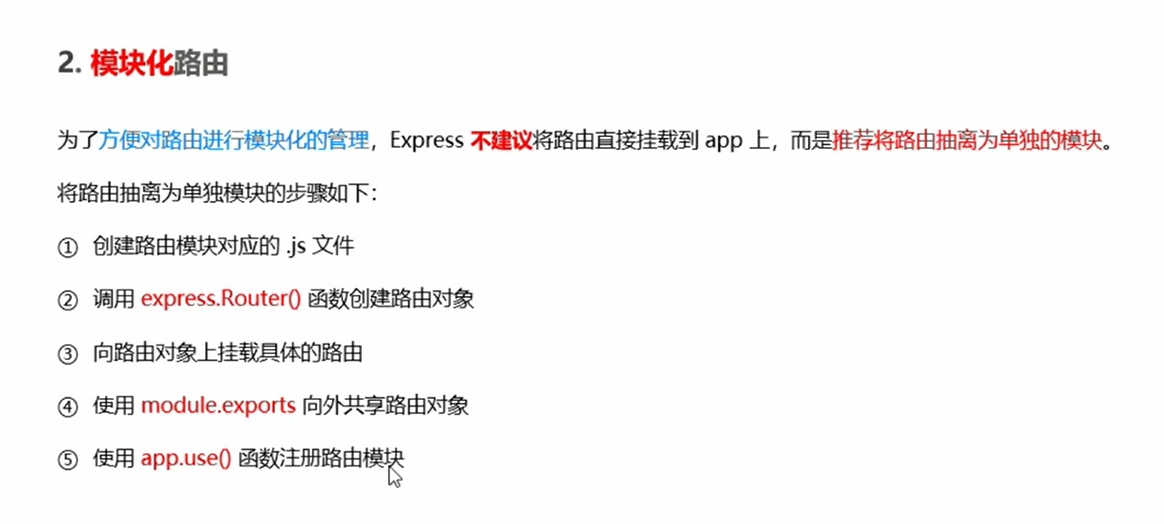 2. 模块化路由
为了方便对路由进行模块化的管理，Express 不建议将路由直接挂载到 app 上，而是推荐将路由抽离为单独的模块。
将路由抽离为单独模块的步骤如下：
① 创建路由模块对应的 .js 文件
② 调用 express.Router() 函数创建路由对象
③ 向路由对象上挂载具体的路由
④ 使用 module.exports 向外共享路由对象
⑤ 使用 app.use() 函数注册路由模块